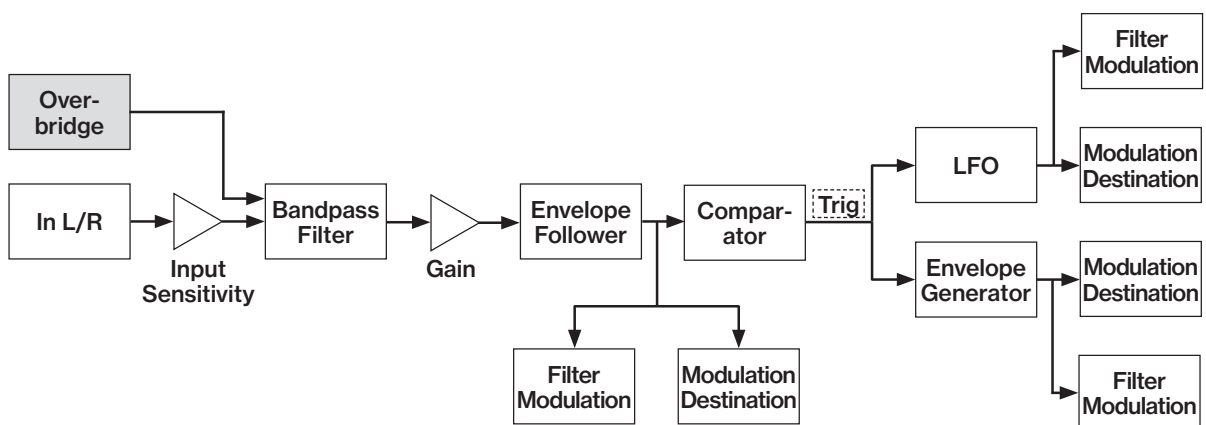 Over-
bridge
In L/R
Input
Sensitivity
Bandpass
Filter
Gain
Envelope
Follower
Filter
Modulation
Modulation
Destination
Compar-
ator
Trig
LFO
Filter
Modulation
Modulation
Destination
Envelope
Generator
Modulation
Destination
Filter
Modulation